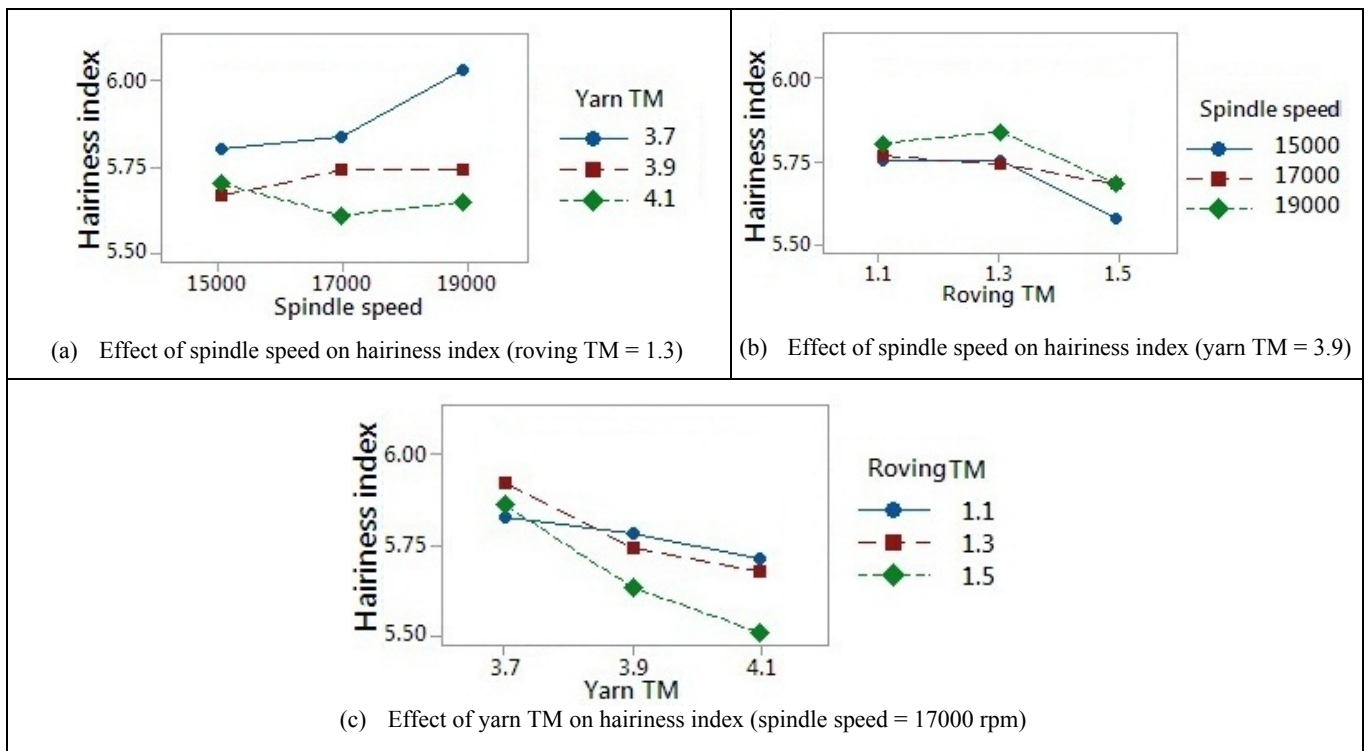 Hairiness index
6.00
5.75
5.50
15000 17000 19000
Spindle speed
Yarn TM
3.7
3.9
4.1
(a) Effect of spindle speed on hairiness index (roving TM = 1.3)
Hairiness index
6.00
5.75
5.50
1.1 1.3 1.5
Roving TM
Spindle speed
15000
17000
19000
(b) Effect of spindle speed on hairiness index (yarn TM = 3.9)
Hairiness index
6.00
5.75
5.50
3.7 3.9 4.1
Yarn TM
Roving TM
1.1
1.3
1.5
(c) Effect of yarn TM on hairiness index (spindle speed = 17000 rpm)